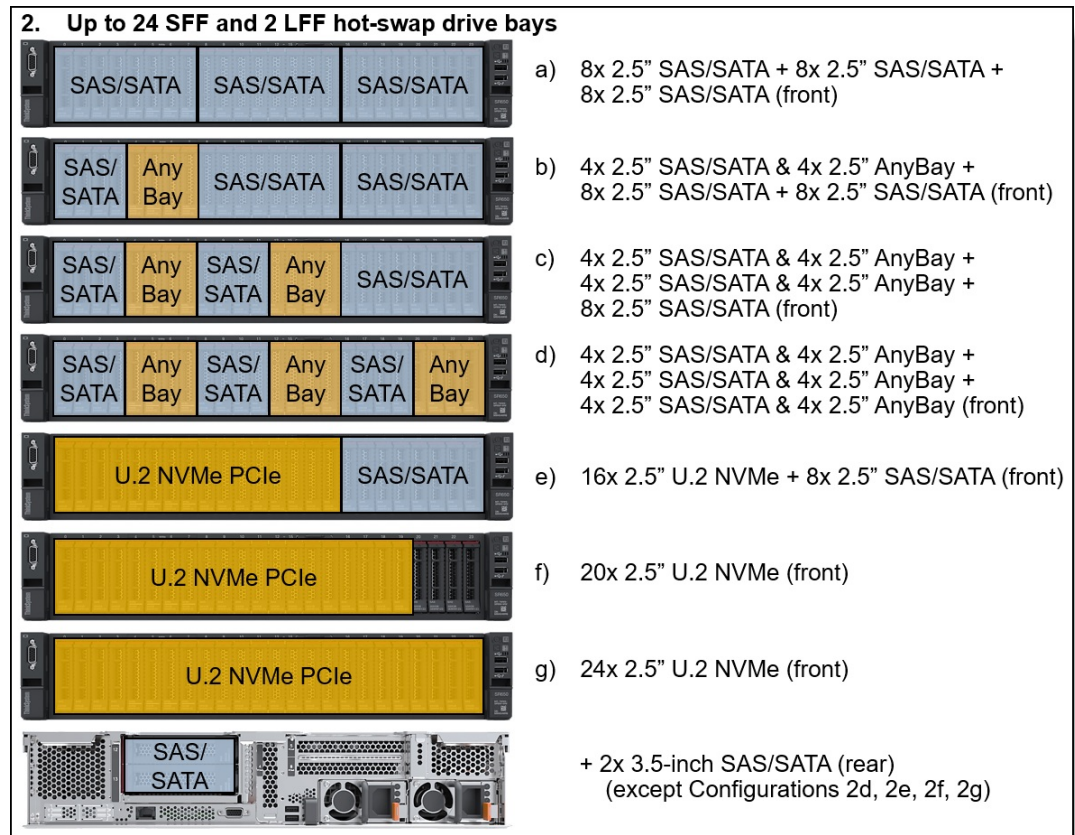 2. Up to 24 SFF and 2 LFF hot-swap drive bays
SAS/SATA SAS/SATA SAS/SATA
a) 8x 2.5” SAS/SATA + 8x 2.5” SAS/SATA +
8x 2.5” SAS/SATA (front)
SAS/
SATA
Any
Bay
SAS/SATA SAS/SATA
b) 4x 2.5” SAS/SATA & 4x 2.5” AnyBay +
8x 2.5” SAS/SATA + 8x 2.5” SAS/SATA (front)
SAS/
SATA
Any
Bay
SAS/
SATA
Any
Bay
SAS/SATA
c) 4x 2.5” SAS/SATA & 4x 2.5” AnyBay +
4x 2.5” SAS/SATA & 4x 2.5” AnyBay +
8x 2.5” SAS/SATA (front)
SAS/
SATA
Any
Bay
SAS/
SATA
Any
Bay
SAS/
SATA
Any
Bay
d) 4x 2.5” SAS/SATA & 4x 2.5” AnyBay +
4x 2.5” SAS/SATA & 4x 2.5” AnyBay +
4x 2.5” SAS/SATA & 4x 2.5” AnyBay (front)
U.2 NVMe PCIe SAS/SATA
e) 16x 2.5” U.2 NVMe + 8x 2.5” SAS/SATA (front)
U.2 NVMe PCIe
f) 20x 2.5” U.2 NVMe (front)
U.2 NVMe PCIe
g) 24x 2.5” U.2 NVMe (front)
SAS/
SATA
+ 2x 3.5-inch SAS/SATA (rear)
(except Configurations 2d, 2e, 2f, 2g)